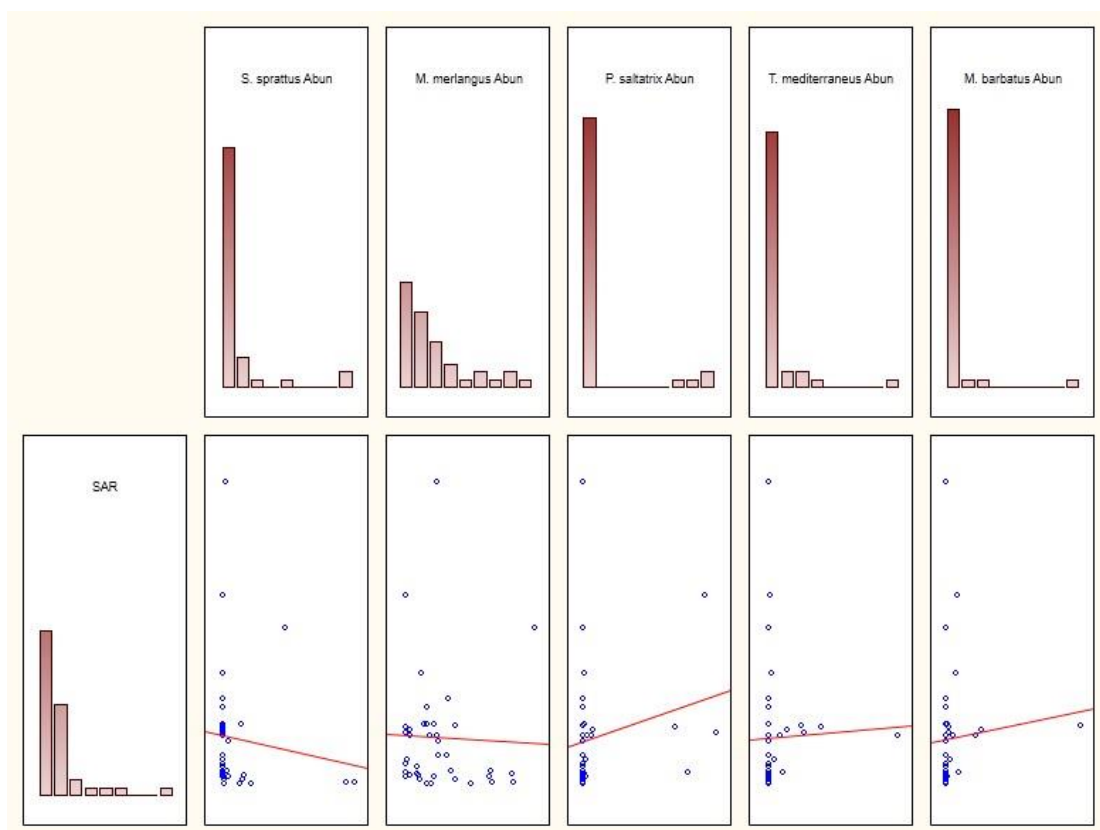 S. sprattus Abun
M. merlangus Abun
P. saltatrix Abun
T. mediterraneus Abun
M. barbatus Abun
SAR